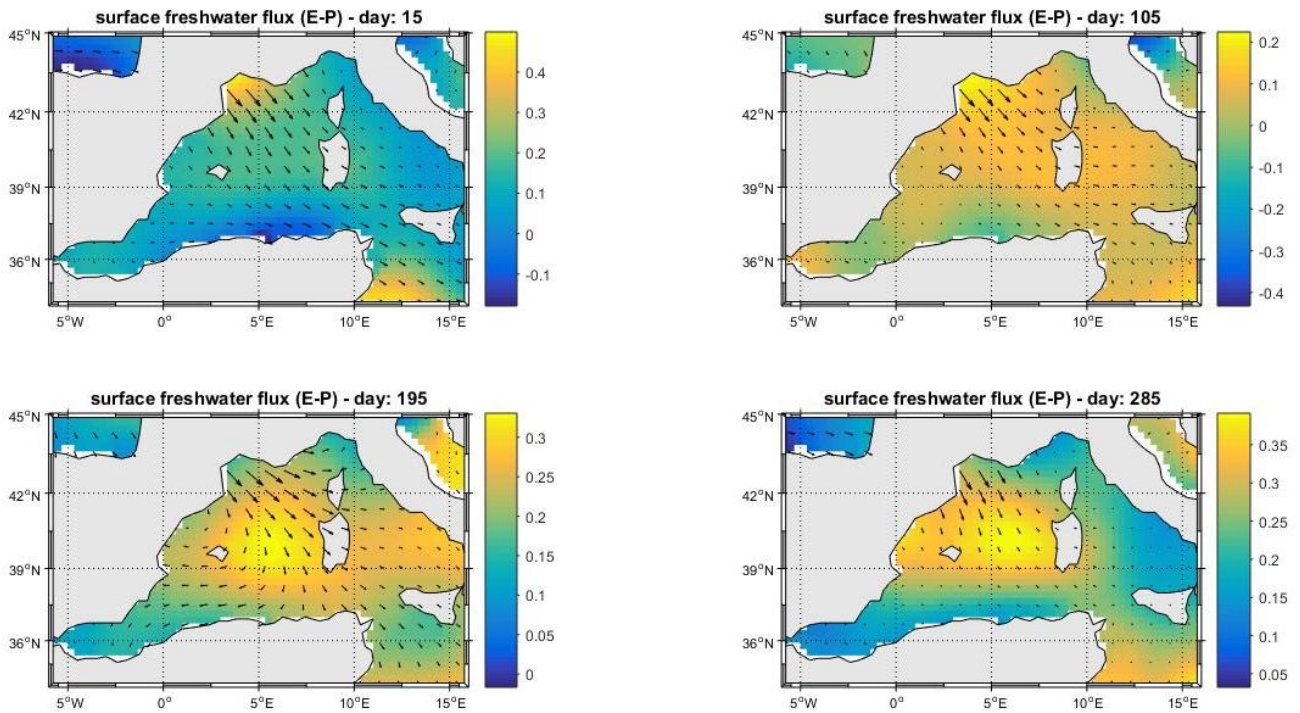 surface freshwater flux (E-P) - day: 15
45°N
42°N
39°N
36°N
5°W 0° 5°E 10°E 15°E
0.4
0.3
0.2
0.1
0
-0.1
surface freshwater flux (E-P) - day: 105
45°N
42°N
39°N
36°N
5°W 0° 5°E 10°E 15°E
0.2
0.1
0
-0.1
-0.2
-0.3
-0.4
surface freshwater flux (E-P) - day: 195
45°N
42°N
39°N
36°N
5°W 0° 5°E 10°E 15°E
0.3
0.25
0.2
0.15
0.1
0.05
0
surface freshwater flux (E-P) - day: 285
45°N
42°N
39°N
36°N
5°W 0° 5°E 10°E 15°E
0.35
0.3
0.25
0.2
0.15
0.1
0.05